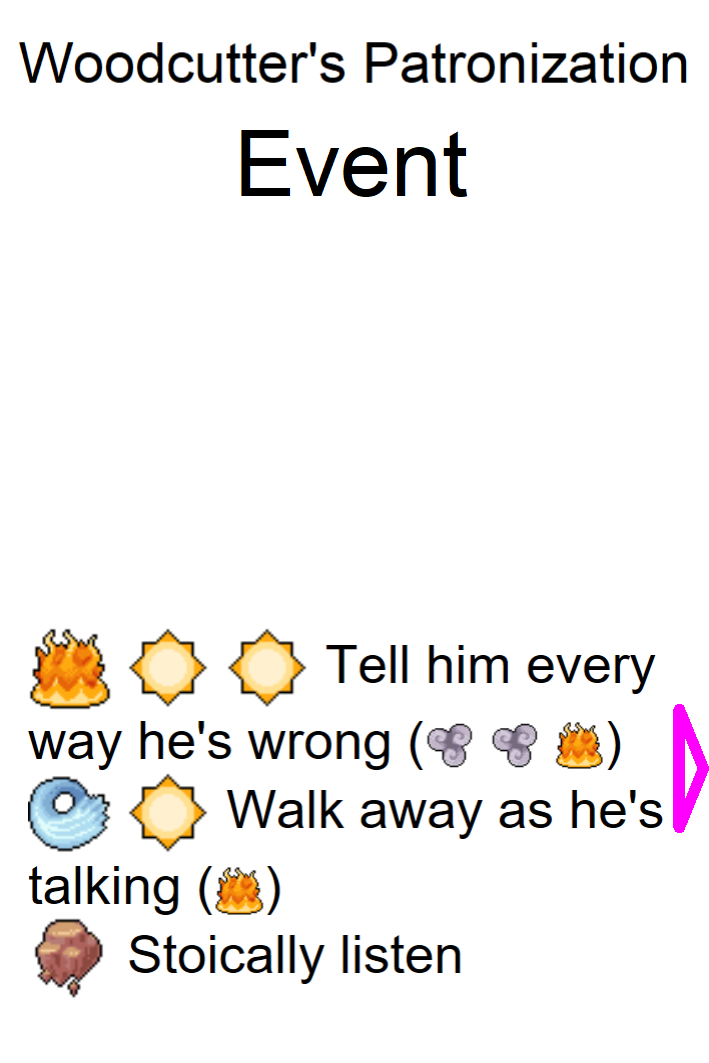 Woodcutter's Patronization
Event
Tell him every
way he's wrong ( )
Walk away as he's
talking ( )
Stoically listen